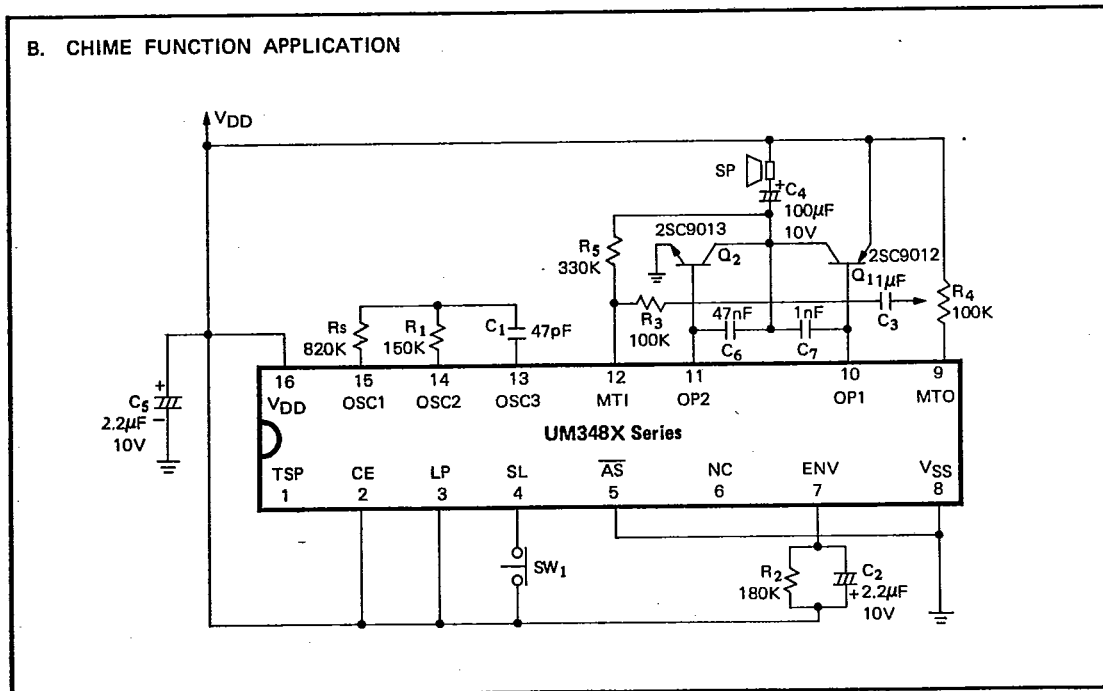 B. CHIME FUNCTION APPLICATION
VDD
SP
+
C4
100μF
10V
2SC9013
Q2
2SC9012
Q1
1μF
C3
R5
330K
R3
100K
47nF
C6
1nF
C7
R4
100K
RS
820K
R1
150K
C1
47pF
+
C5
2.2μF
−
10V
16
15
14
13
12
11
10
9
VDD
OSC1
OSC2
OSC3
MTI
OP2
OP1
MTO
UM348X Series
TSP
CE
LP
SL
AS
NC
ENV
VSS
1
2
3
4
5
6
7
8
SW1
R2
180K
C2
+
2.2μF
10V